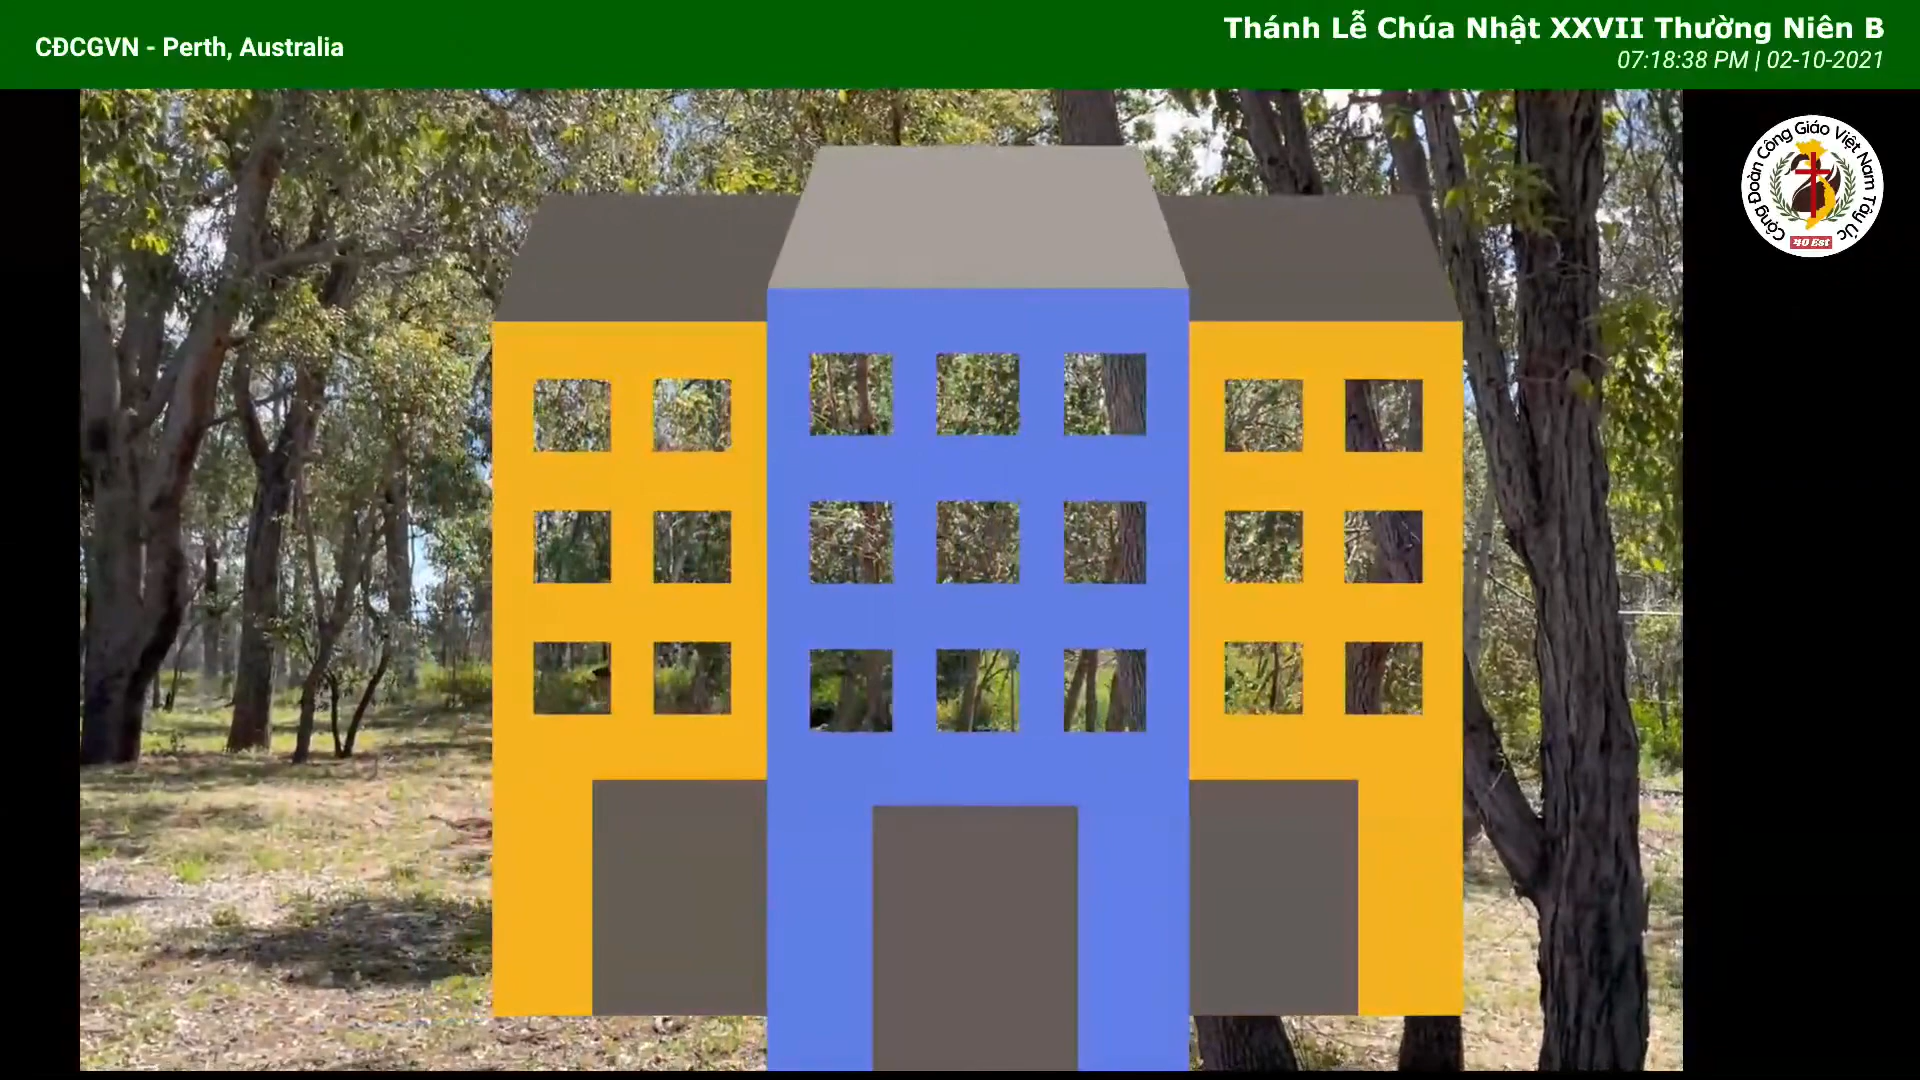 CĐCGVN - Perth, Australia
Thánh Lễ Chúa Nhật XXVII Thường Niên B
07:18:38 PM | 02-10-2021
Cộng Đoàn Công Giáo Việt Nam Tây Úc
40 Est